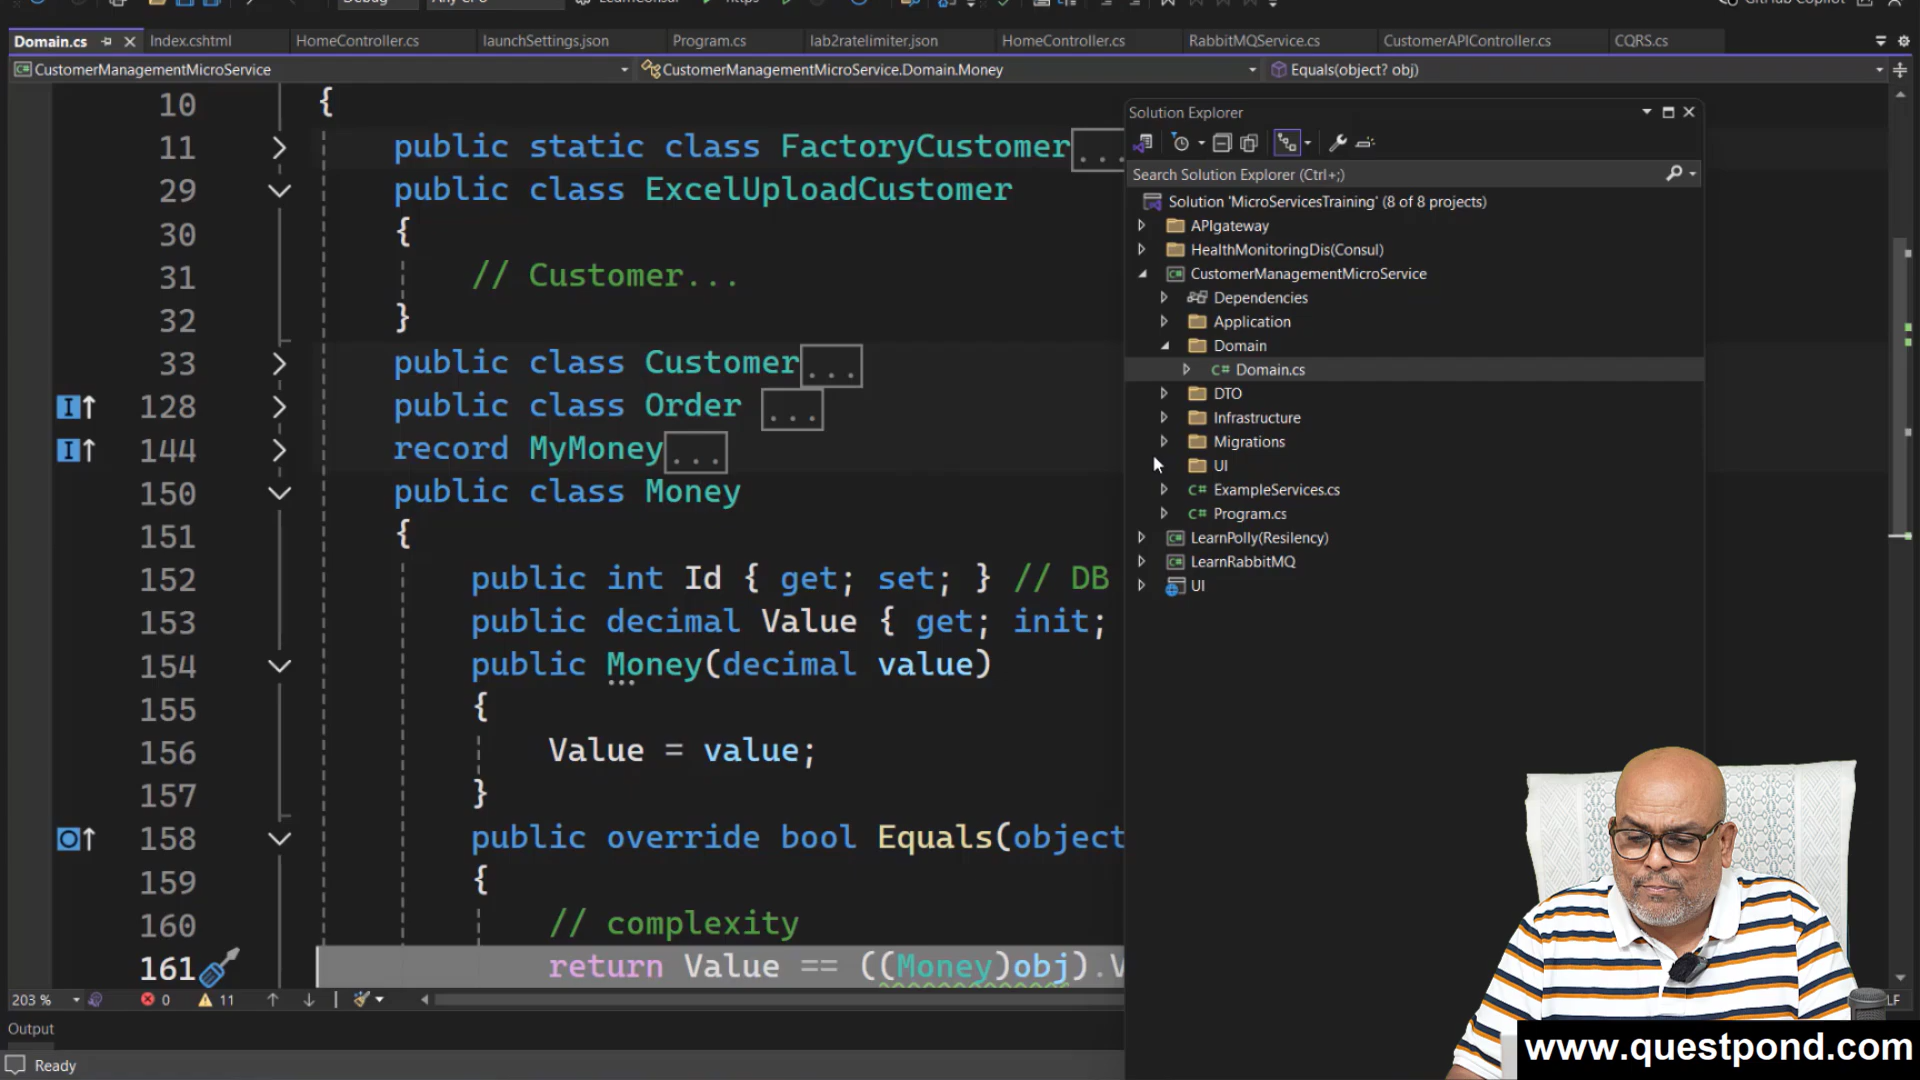 Domain.cs
Index.cshtml
HomeController.cs
launchSettings.json
Program.cs
lab2ratelimiter.json
HomeController.cs
RabbitMQService.cs
CustomerAPIController.cs
CQRS.cs
CustomerManagementMicroService
CustomerManagementMicroService.Domain.Money
Equals(object? obj)
10 {
11 public static class FactoryCustomer...
29 public class ExcelUploadCustomer
30 {
31 // Customer...
32 }
33 public class Customer...
128 public class Order ...
144 record MyMoney...
150 public class Money
151 {
152 public int Id { get; set; } // DB
153 public decimal Value { get; init;
154 public Money(decimal value)
155 {
156 Value = value;
157 }
158 public override bool Equals(object
159 {
160 // complexity
161 return Value == ((Money)obj).V
203 %
0
11
Output
Ready
Solution Explorer
Search Solution Explorer (Ctrl+;)
Solution 'MicroServicesTraining' (8 of 8 projects)
APIgateway
HealthMonitoringDis(Consul)
CustomerManagementMicroService
Dependencies
Application
Domain
C# Domain.cs
DTO
Infrastructure
Migrations
UI
C# ExampleServices.cs
C# Program.cs
LearnPolly(Resilency)
LearnRabbitMQ
UI
LF
www.questpond.com